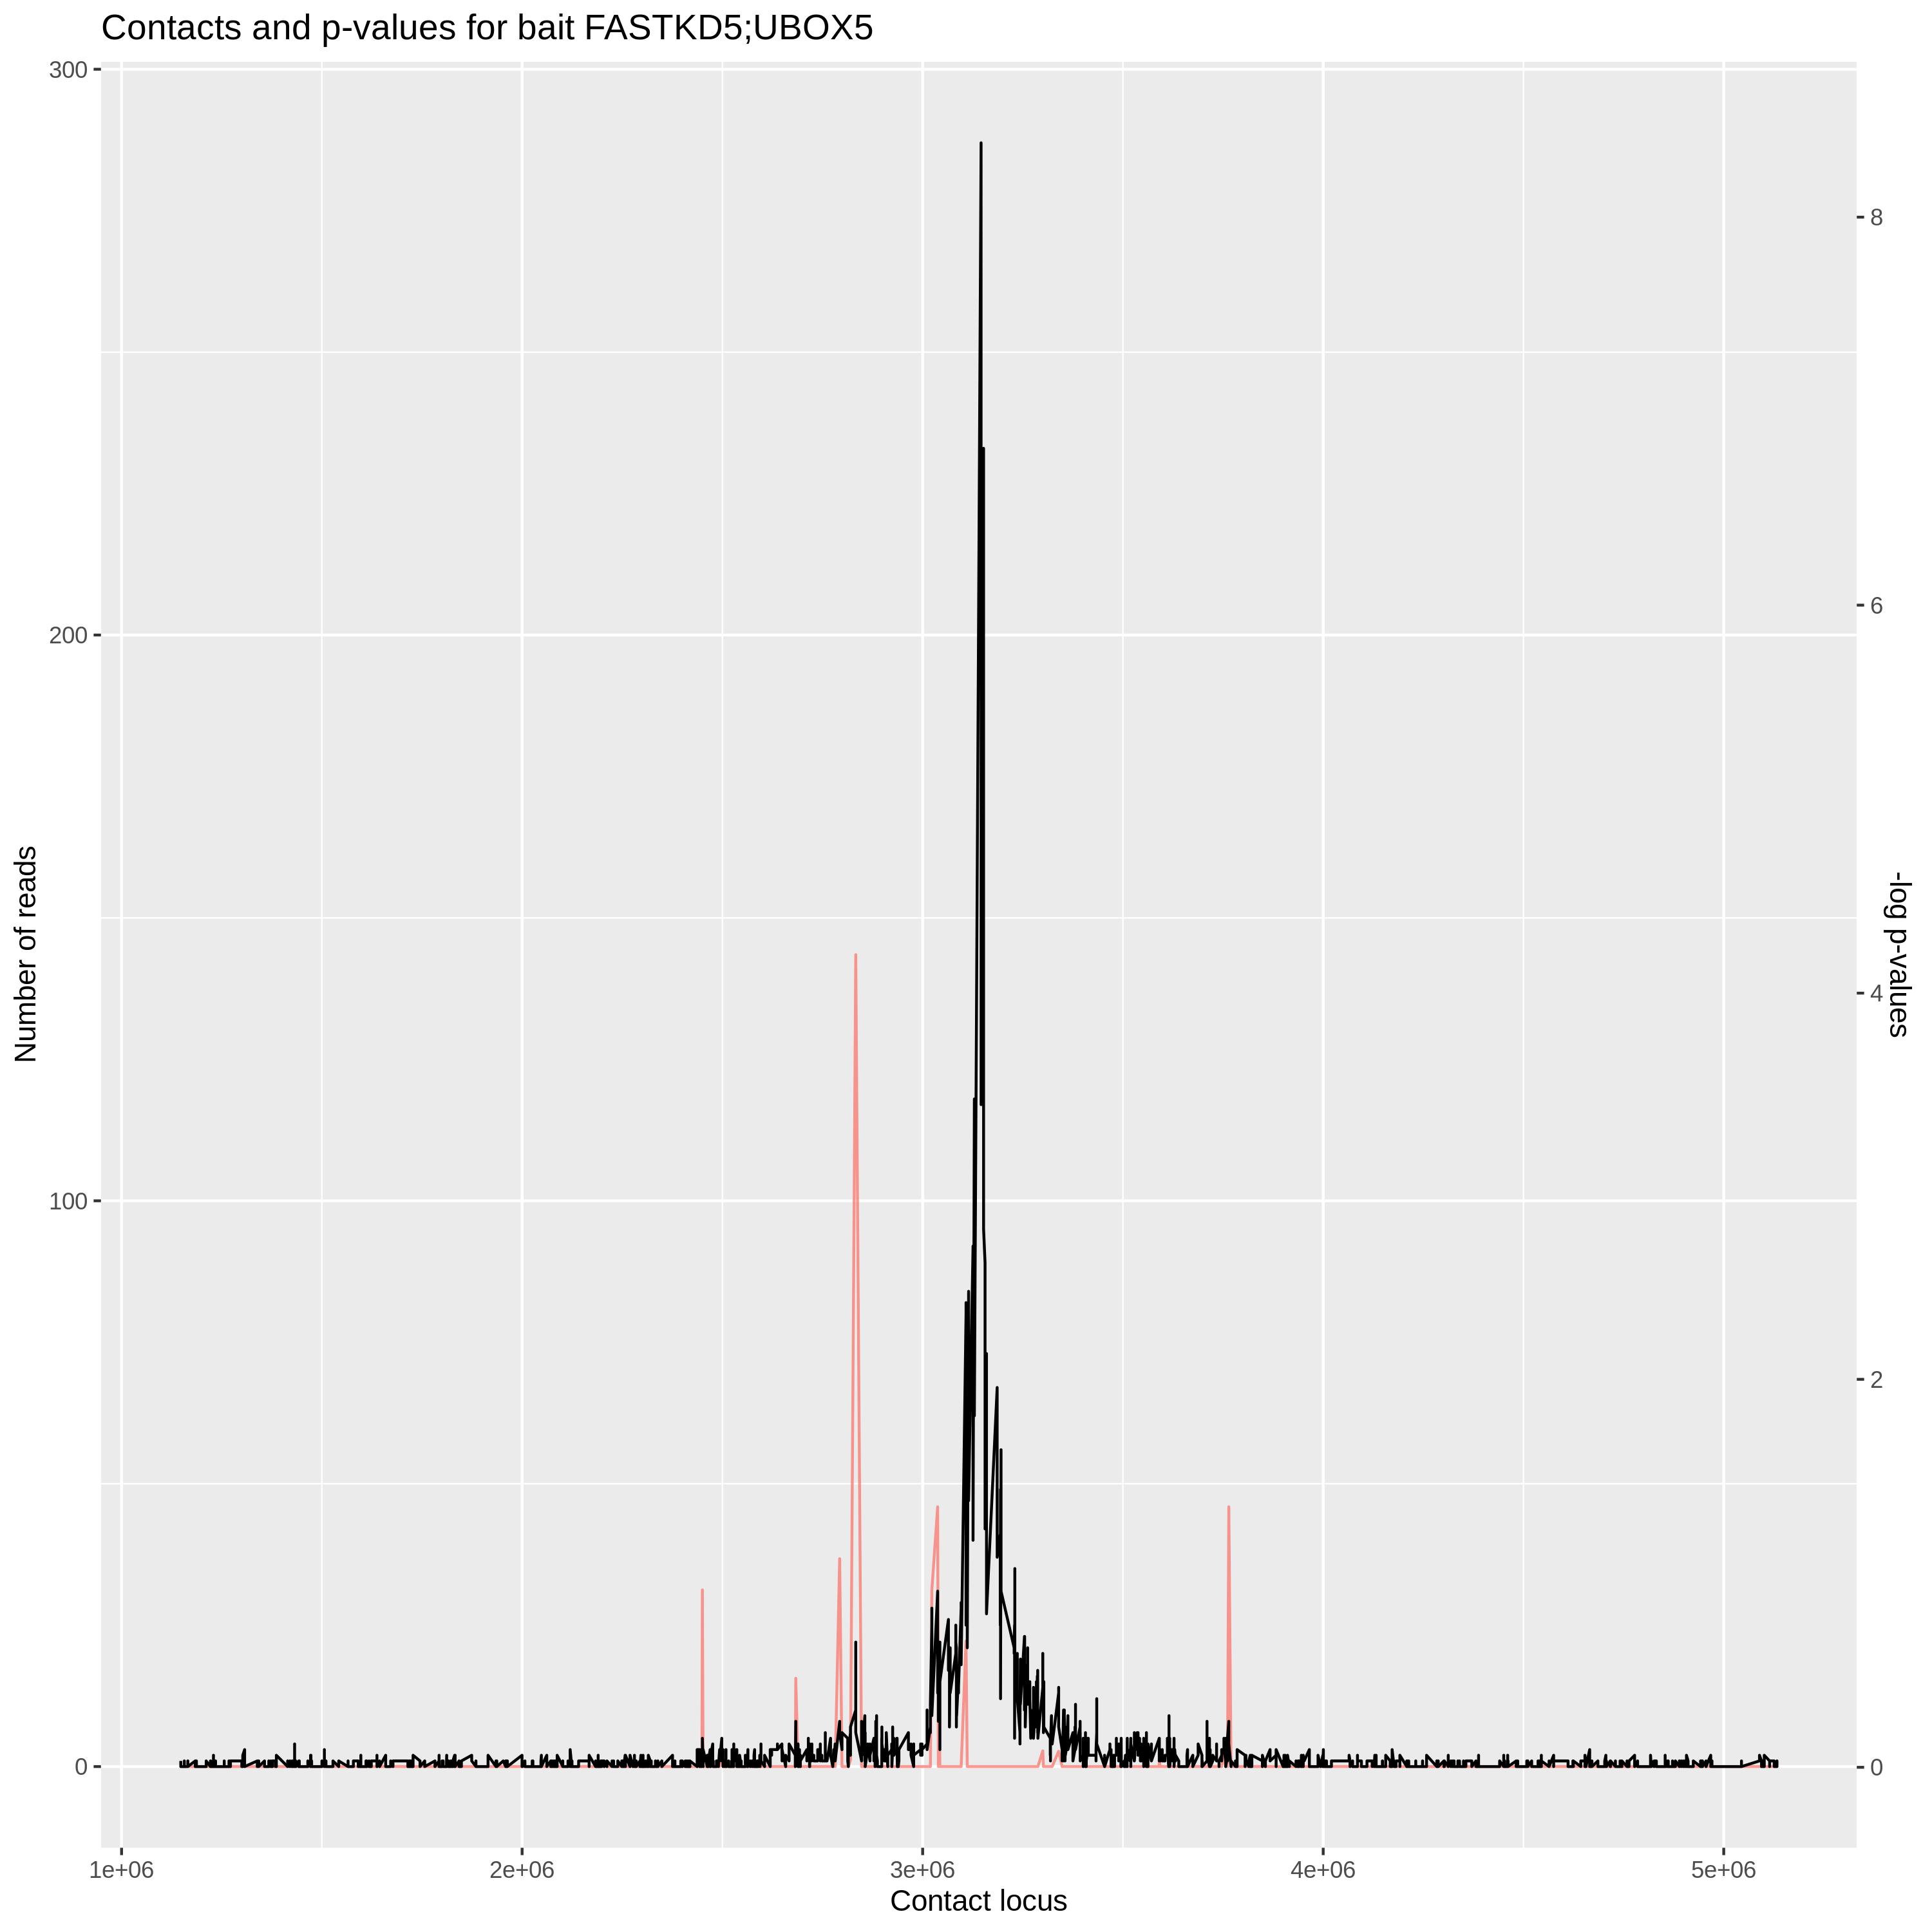 Contacts and p-values for bait FASTKD5;UBOX5
300
200
100
0
Number of reads
8
6
4
2
0
-log p-values
1e+06 2e+06 3e+06 4e+06 5e+06
Contact locus